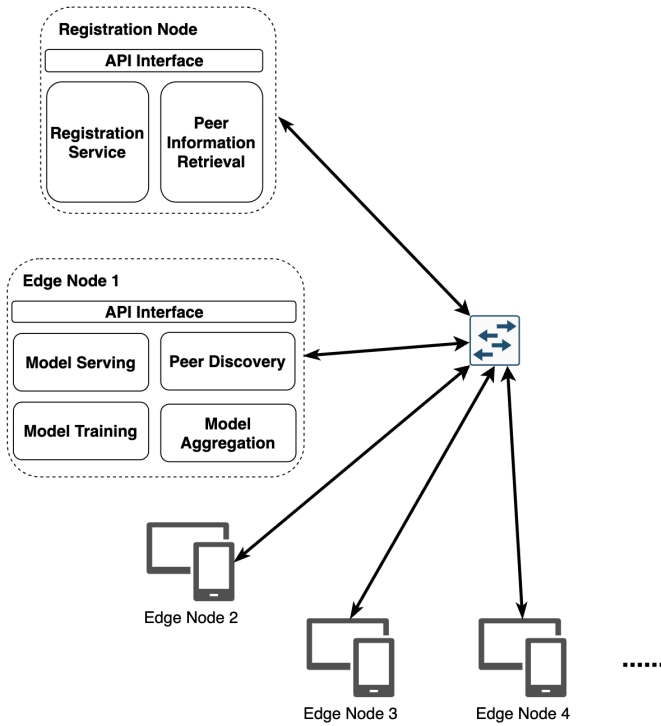 Registration Node
API Interface
Registration
Service
Peer
Information
Retrieval
Edge Node 1
API Interface
Model Serving
Peer Discovery
Model Training
Model
Aggregation
Edge Node 2
Edge Node 3
Edge Node 4
......